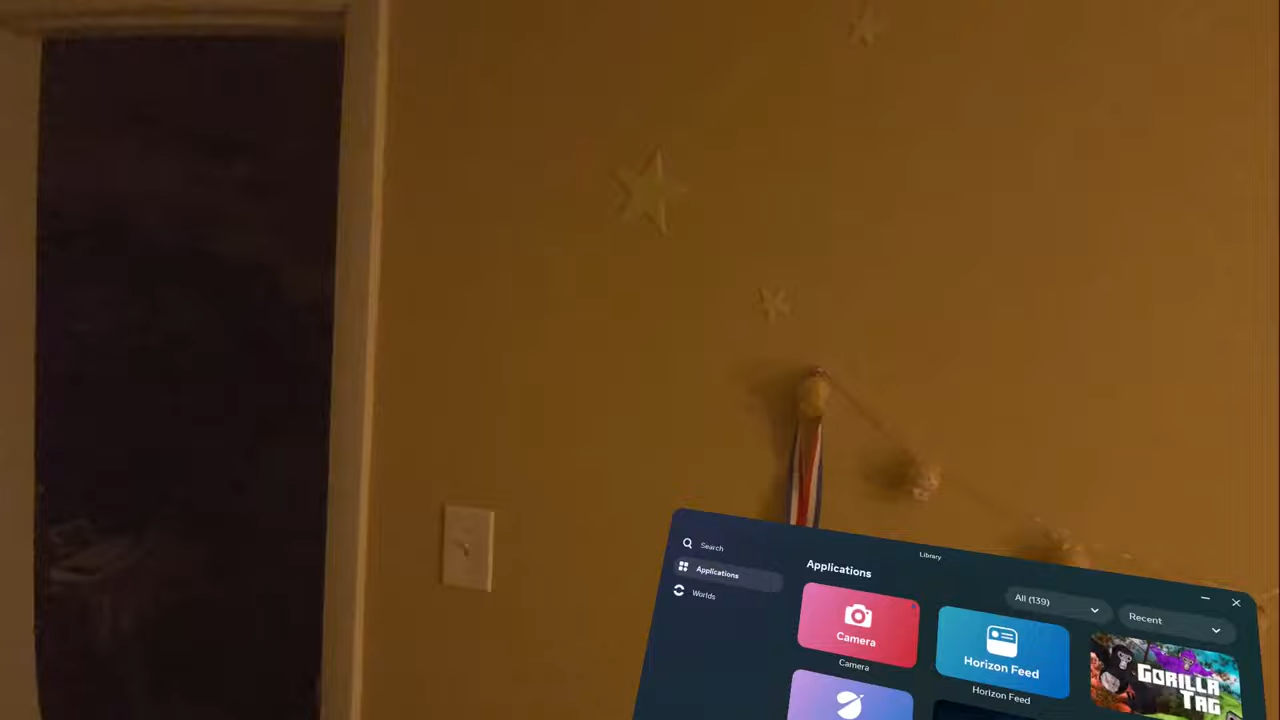 Library
Search
Applications
Worlds
Applications
All (139)
Recent
Camera
Camera
Horizon Feed
Horizon Feed
GORILLA
TAG